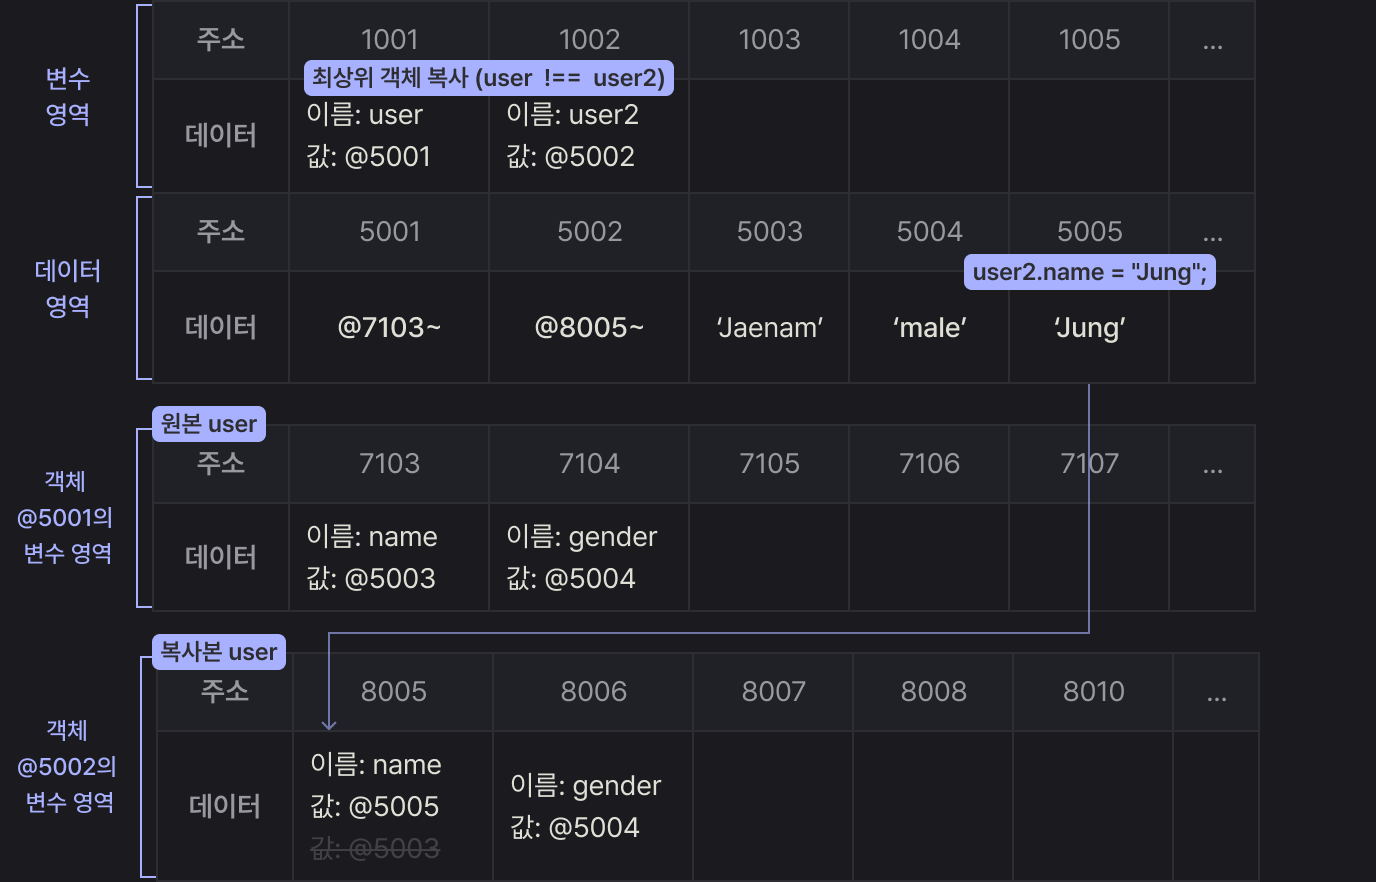 변수
영역
주소 1001 1002 1003 1004 1005 ...
최상위 객체 복사 (user !== user2)
데이터
이름: user
값: @5001
이름: user2
값: @5002
데이터
영역
주소 5001 5002 5003 5004 5005 ...
user2.name = "Jung";
데이터 @7103~ @8005~ ‘Jaenam’ ‘male’ ‘Jung’
원본 user
객체
@5001의
변수 영역
주소 7103 7104 7105 7106 7107 ...
데이터
이름: name
값: @5003
이름: gender
값: @5004
복사본 user
객체
@5002의
변수 영역
주소 8005 8006 8007 8008 8010 ...
데이터
이름: name
값: @5005
값: @5003
이름: gender
값: @5004